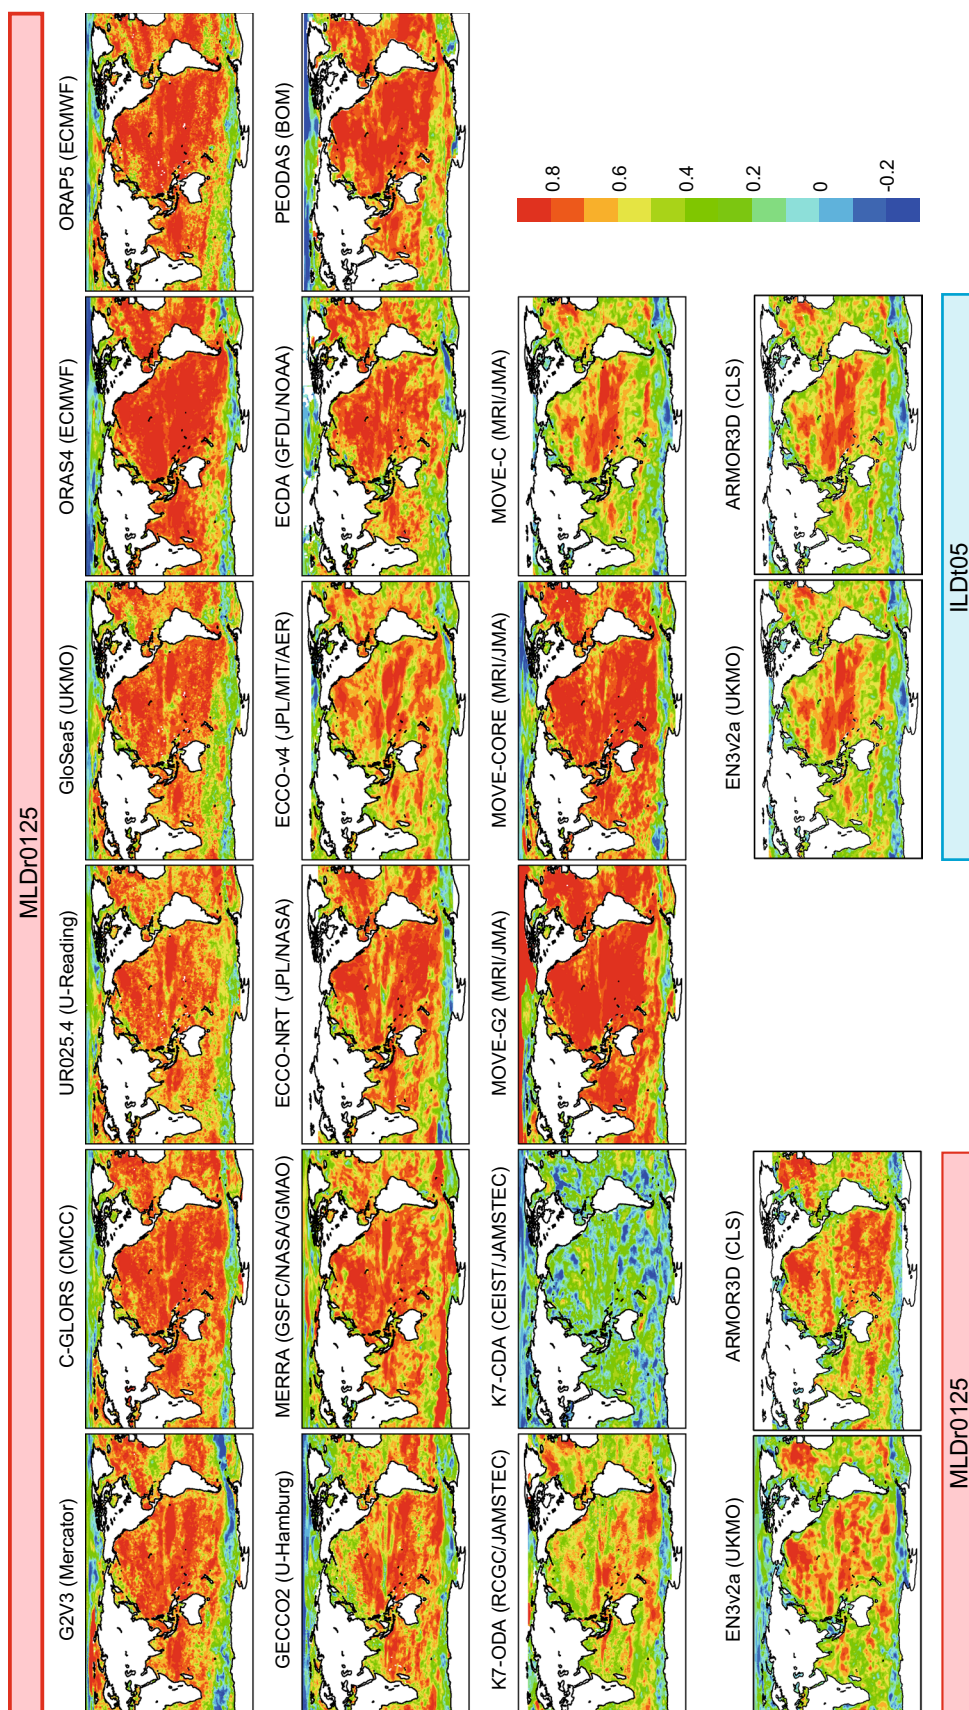 MLDr0125
G2V3 (Mercator)
C-GLORS (CMCC)
UR025.4 (U-Reading)
GloSea5 (UKMO)
ORAS4 (ECMWF)
ORAP5 (ECMWF)
GECCO2 (U-Hamburg)
MERRA (GSFC/NASA/GMAO)
ECCO-NRT (JPL/NASA)
ECCO-v4 (JPL/MIT/AER)
ECDA (GFDL/NOAA)
PEODAS (BOM)
K7-ODA (RCGC/JAMSTEC)
K7-CDA (CEIST/JAMSTEC)
MOVE-G2 (MRI/JMA)
MOVE-CORE (MRI/JMA)
MOVE-C (MRI/JMA)
-0.2
0
0.2
0.4
0.6
0.8
EN3v2a (UKMO)
ARMOR3D (CLS)
EN3v2a (UKMO)
ARMOR3D (CLS)
MLDr0125
ILDt05